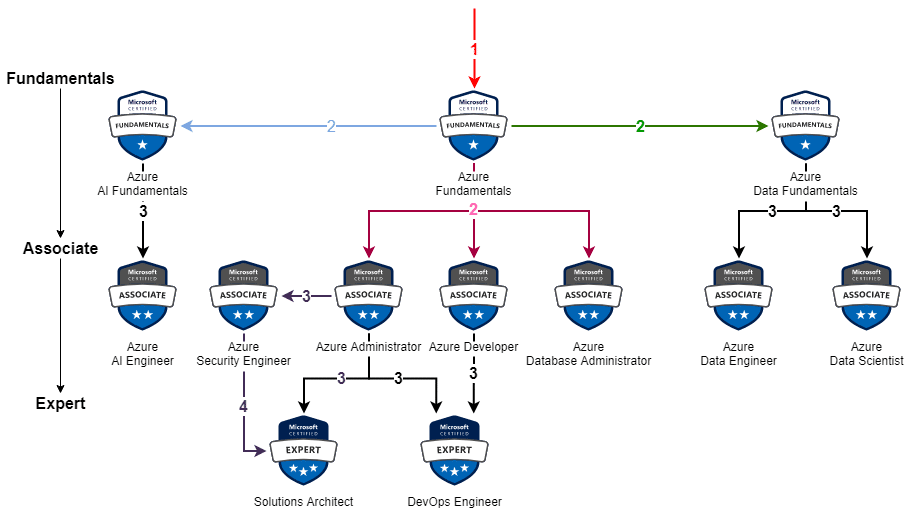 1
Fundamentals
Microsoft
CERTIFIED
FUNDAMENTALS
Microsoft
CERTIFIED
FUNDAMENTALS
Microsoft
CERTIFIED
FUNDAMENTALS
2
2
Azure
AI Fundamentals
Azure
Fundamentals
Azure
Data Fundamentals
3
2
3
3
Associate
Microsoft
CERTIFIED
ASSOCIATE
Microsoft
CERTIFIED
ASSOCIATE
3
Microsoft
CERTIFIED
ASSOCIATE
Microsoft
CERTIFIED
ASSOCIATE
Microsoft
CERTIFIED
ASSOCIATE
Microsoft
CERTIFIED
ASSOCIATE
Microsoft
CERTIFIED
ASSOCIATE
Azure
AI Engineer
Azure
Security Engineer
Azure Administrator
Azure Developer
Azure
Database Administrator
Azure
Data Engineer
Azure
Data Scientist
3
3
3
4
Expert
Microsoft
CERTIFIED
EXPERT
Microsoft
CERTIFIED
EXPERT
Solutions Architect
DevOps Engineer